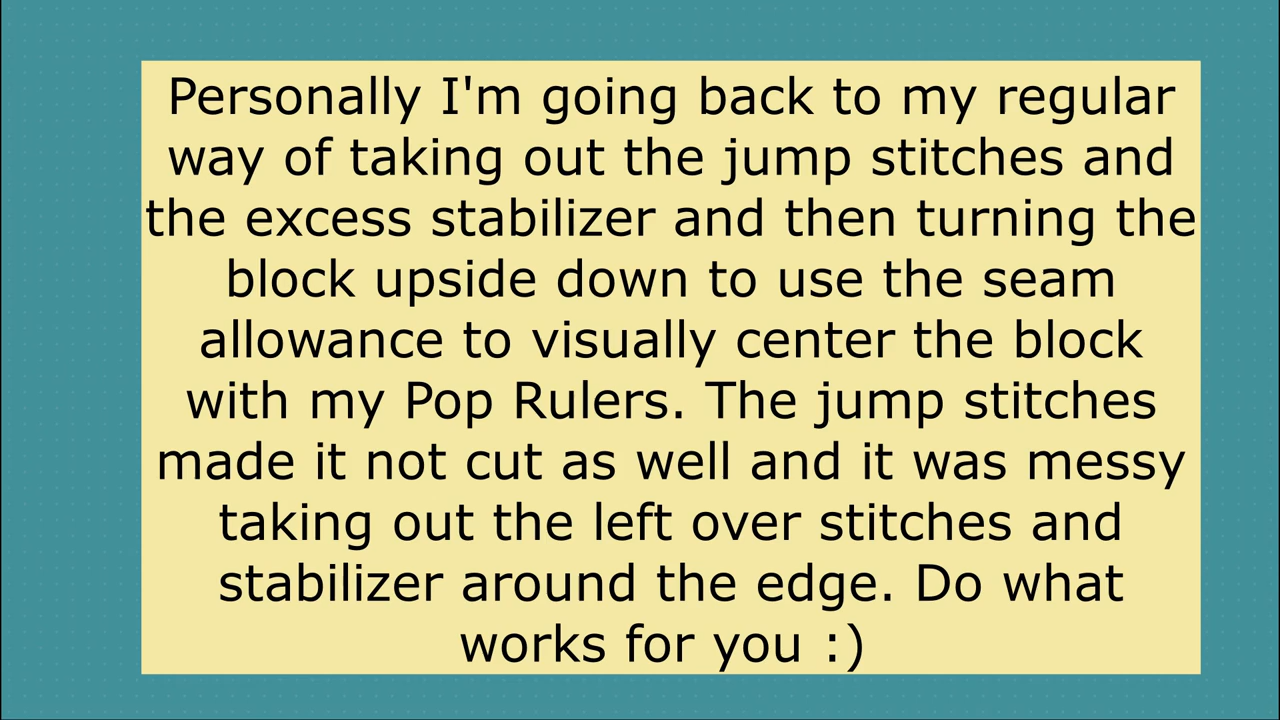 Personally I'm going back to my regular
way of taking out the jump stitches and
the excess stabilizer and then turning the
block upside down to use the seam
allowance to visually center the block
with my Pop Rulers. The jump stitches
made it not cut as well and it was messy
taking out the left over stitches and
stabilizer around the edge. Do what
works for you :)